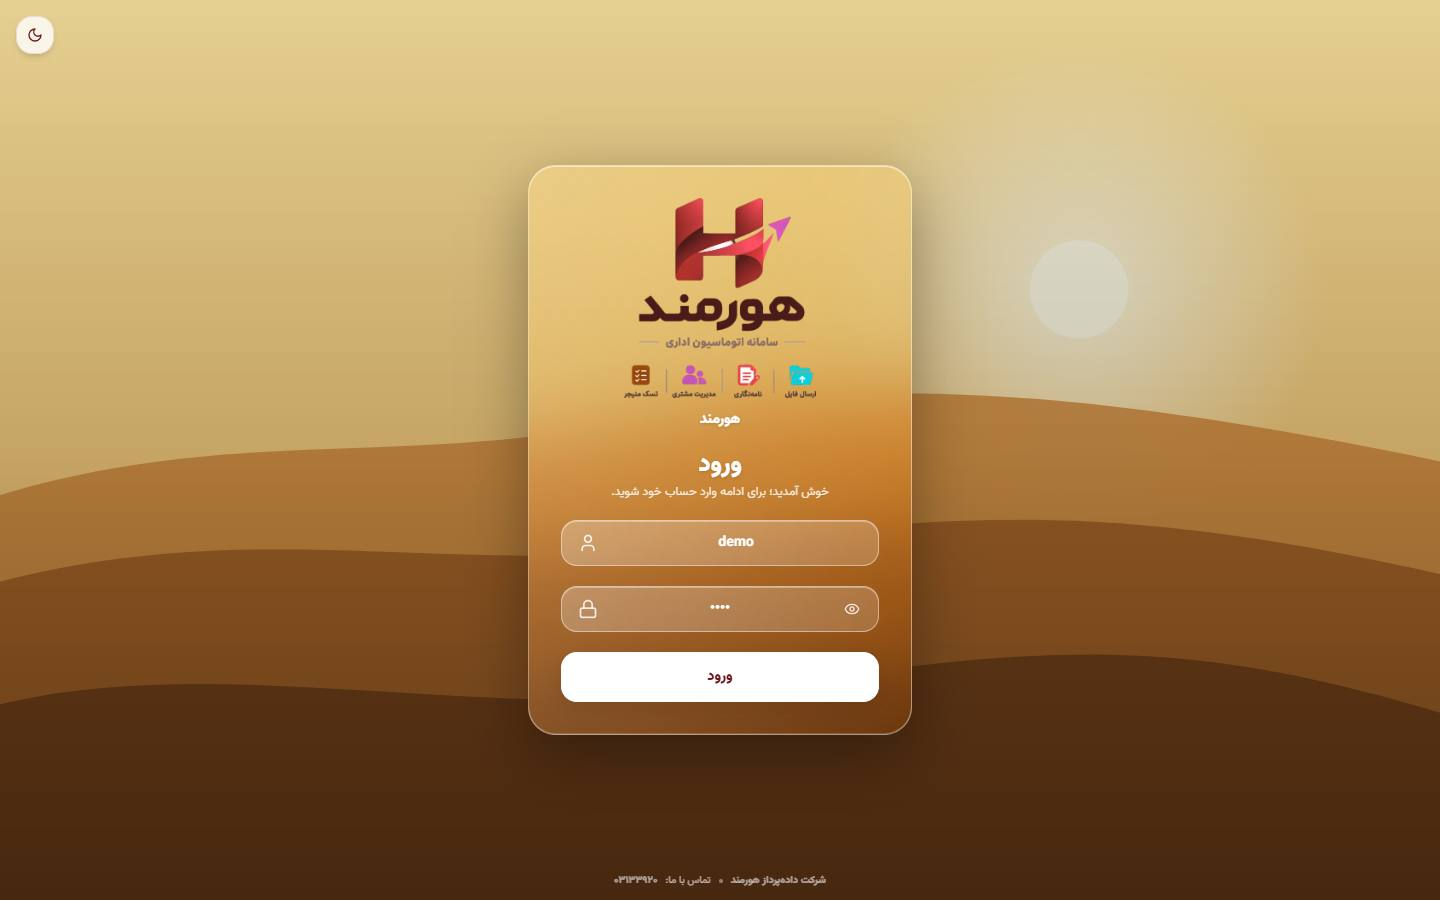 هورمند
سامانه اتوماسیون اداری
ارسال فایل
نامه‌نگاری
مدیریت مشتری
تسک منیجر
هورمند
ورود
خوش آمدید؛ برای ادامه وارد حساب خود شوید.
demo
••••
ورود
شرکت داده‌پرداز هورمند • تماس با ما: ۰۳۱۳۳۹۲۰